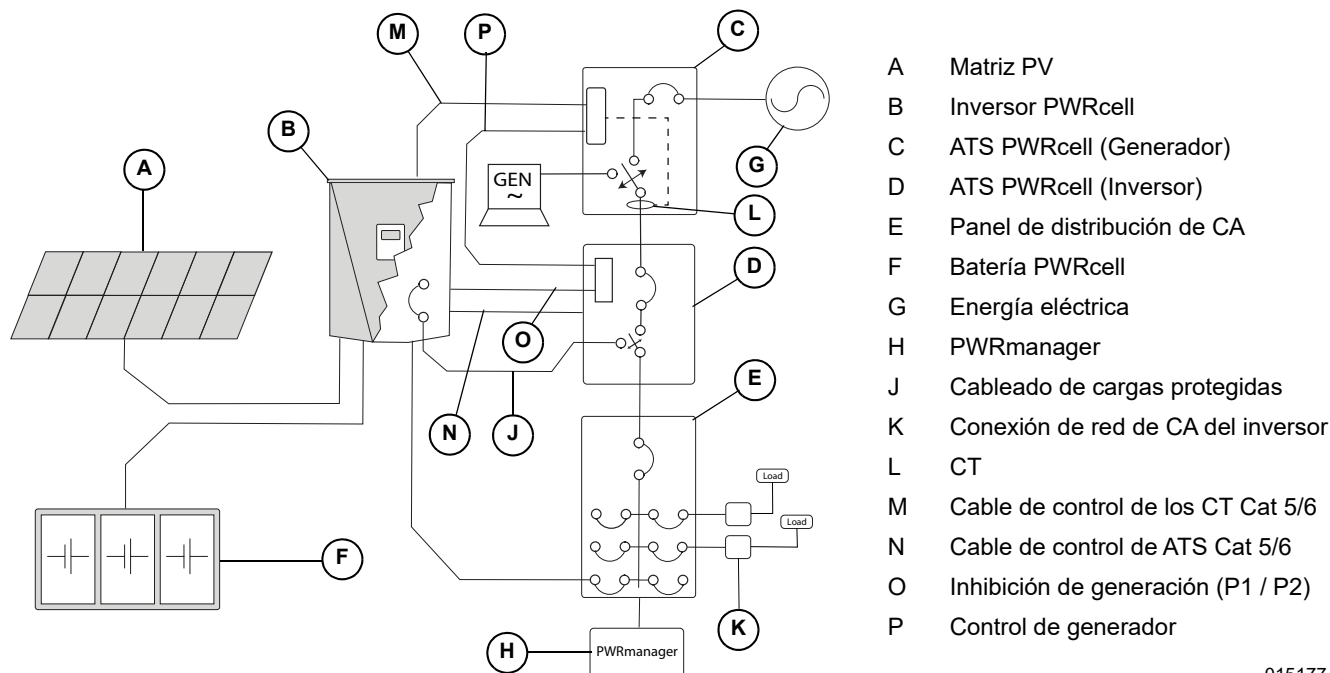 M
P
C
B
A
GEN
~
G
L
D
O
E
N
J
Load
Load
F
K
H
PWRmanager
A Matriz PV
B Inversor PWRcell
C ATS PWRcell (Generador)
D ATS PWRcell (Inversor)
E Panel de distribución de CA
F Batería PWRcell
G Energía eléctrica
H PWRmanager
J Cableado de cargas protegidas
K Conexión de red de CA del inversor
L CT
M Cable de control de los CT Cat 5/6
N Cable de control de ATS Cat 5/6
O Inhibición de generación (P1 / P2)
P Control de generador